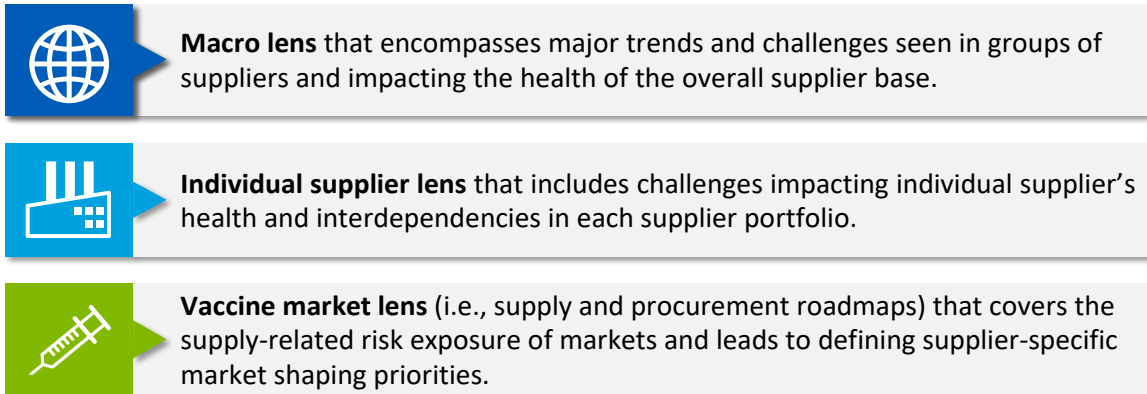 Macro lens that encompasses major trends and challenges seen in groups of
suppliers and impacting the health of the overall supplier base.
Individual supplier lens that includes challenges impacting individual supplier’s
health and interdependencies in each supplier portfolio.
Vaccine market lens (i.e., supply and procurement roadmaps) that covers the
supply-related risk exposure of markets and leads to defining supplier-specific
market shaping priorities.